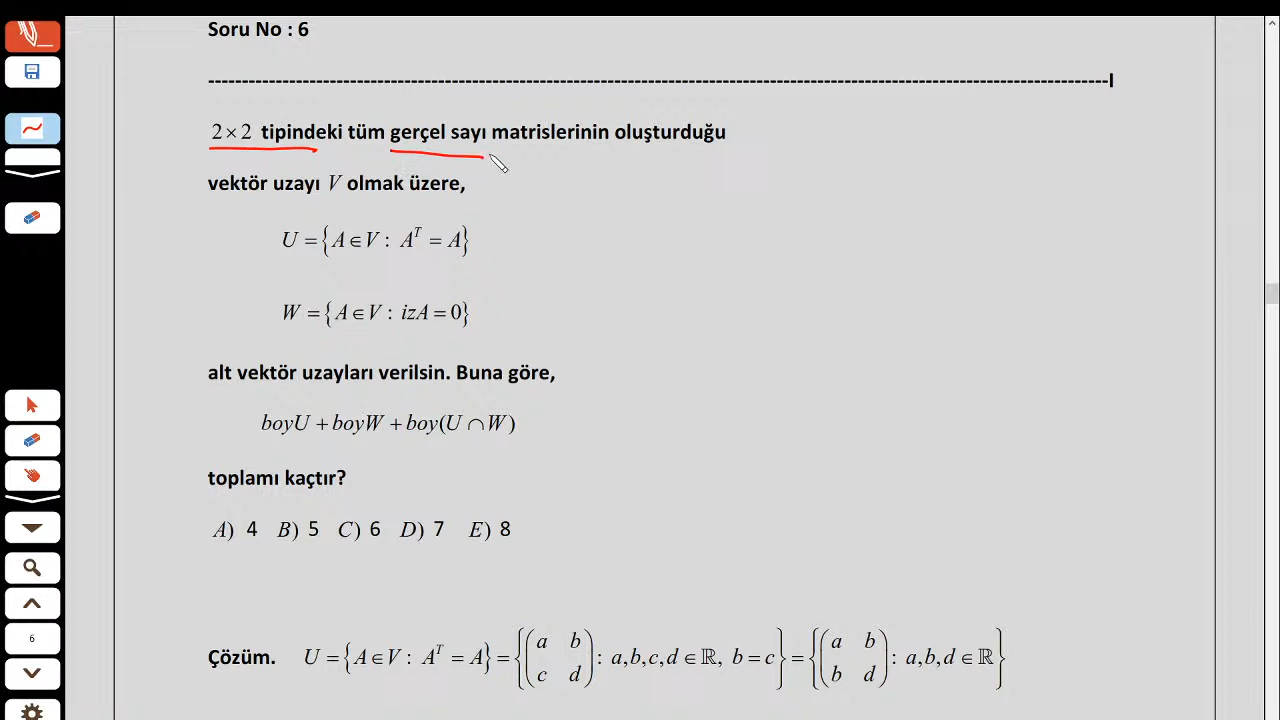 Soru No : 6
2 × 2 tipindeki tüm gerçel sayı matrislerinin oluşturduğu
vektör uzayı V olmak üzere,
U = {A ∈ V : A^T = A}
W = {A ∈ V : izA = 0}
alt vektör uzayları verilsin. Buna göre,
boyU + boyW + boy(U ∩ W)
toplamı kaçtır?
A) 4 B) 5 C) 6 D) 7 E) 8
Çözüm. U = {A ∈ V : A^T = A} = {(a b; c d) : a,b,c,d ∈ ℝ, b = c} = {(a b; b d) : a,b,d ∈ ℝ}
6